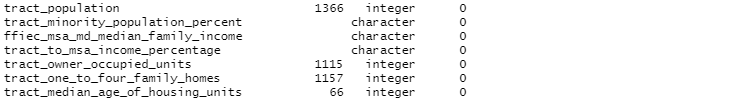 tract_population 1366 integer 0
tract_minority_population_percent character 0
ffiec_msa_md_median_family_income character 0
tract_to_msa_income_percentage character 0
tract_owner_occupied_units 1115 integer 0
tract_one_to_four_family_homes 1157 integer 0
tract_median_age_of_housing_units 66 integer 0